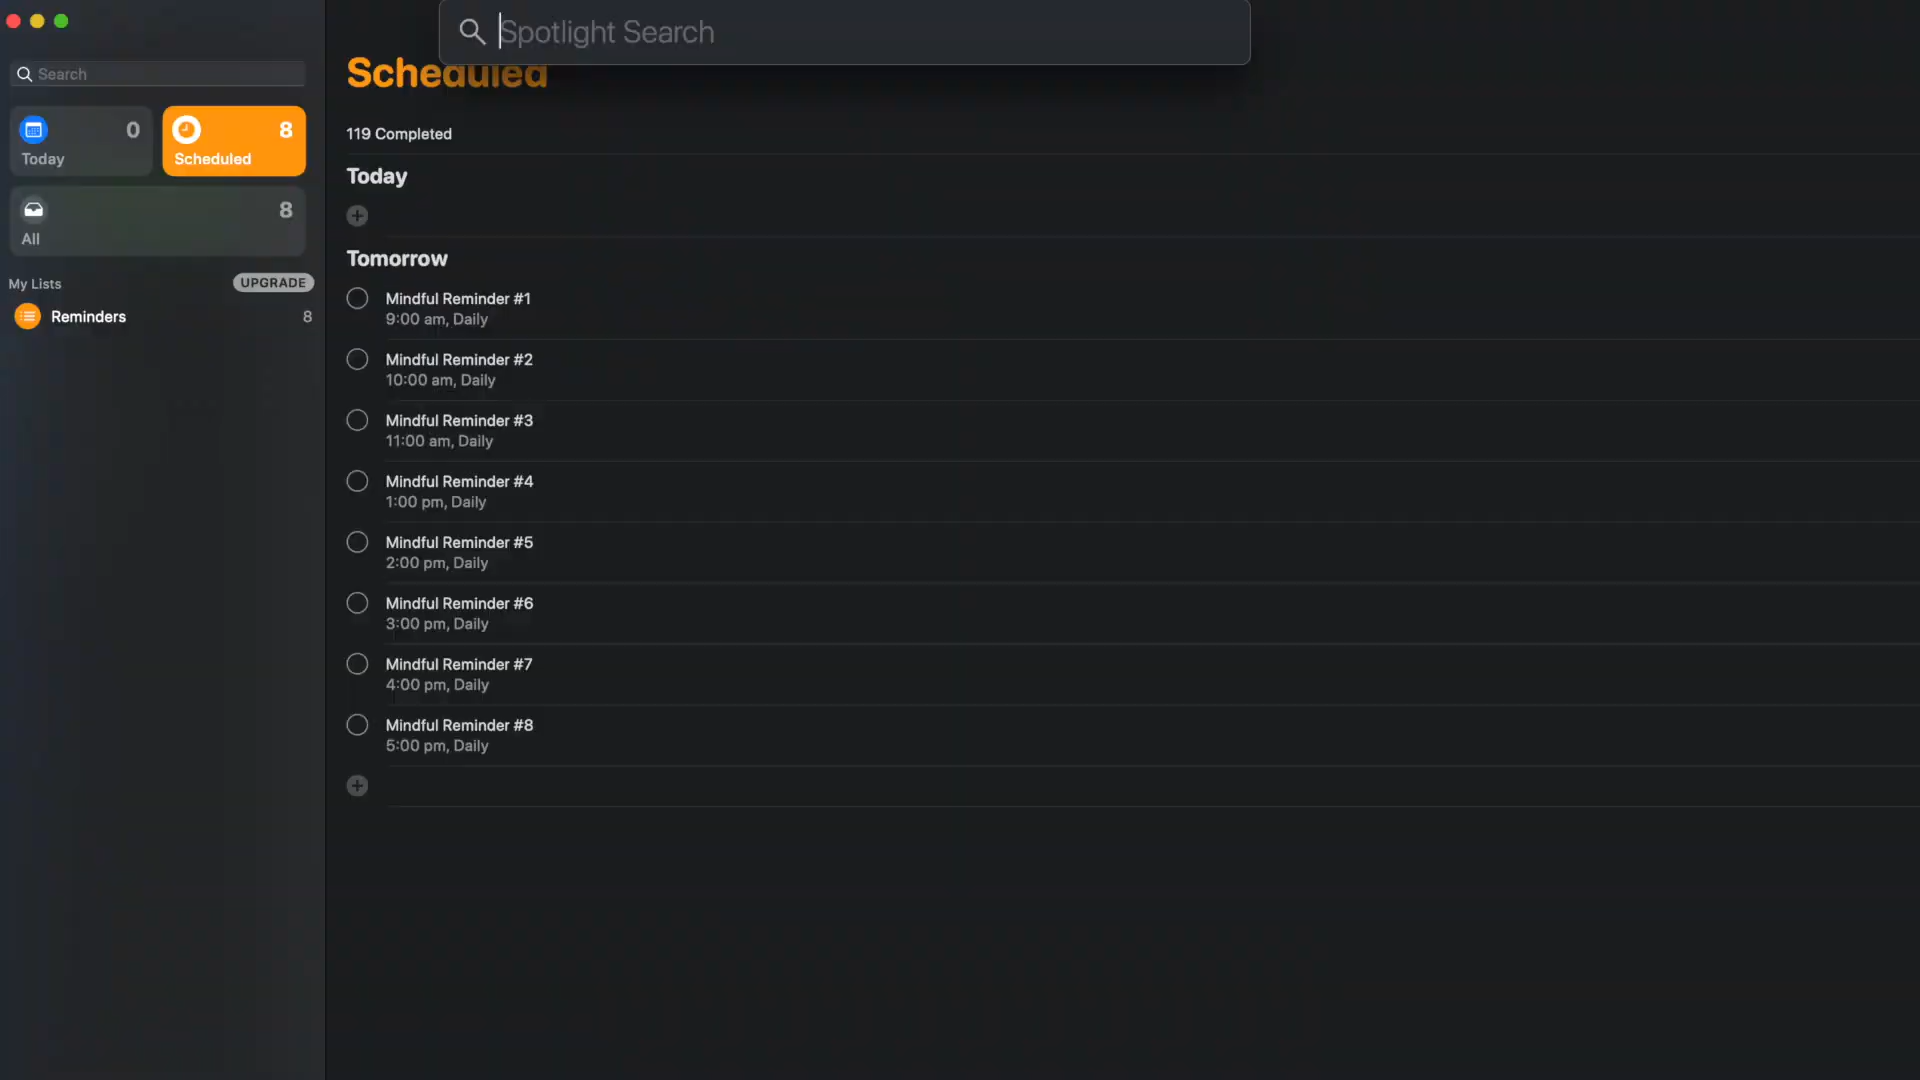 Spotlight Search
Search
0
Today
8
Scheduled
8
All
My Lists
UPGRADE
Reminders
8
Scheduled
119 Completed
Today
Tomorrow
Mindful Reminder #1
9:00 am, Daily
Mindful Reminder #2
10:00 am, Daily
Mindful Reminder #3
11:00 am, Daily
Mindful Reminder #4
1:00 pm, Daily
Mindful Reminder #5
2:00 pm, Daily
Mindful Reminder #6
3:00 pm, Daily
Mindful Reminder #7
4:00 pm, Daily
Mindful Reminder #8
5:00 pm, Daily